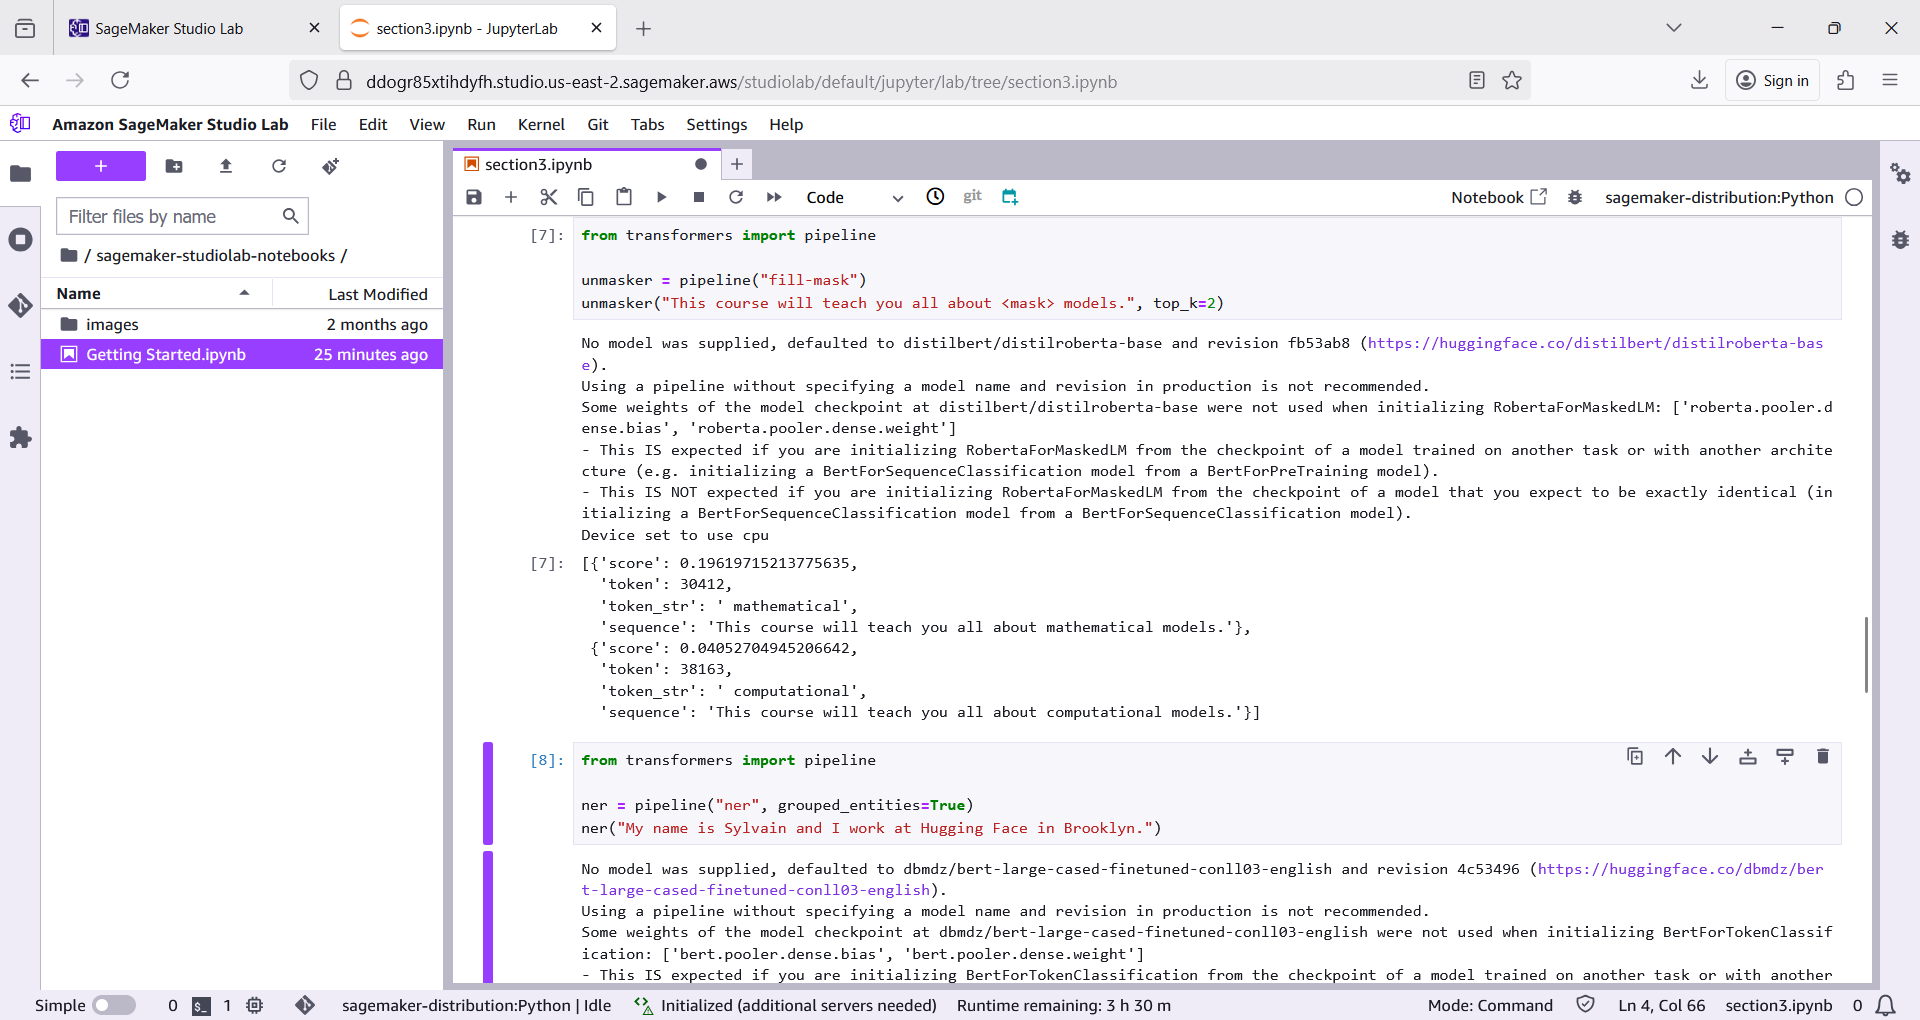 SageMaker Studio Lab
section3.ipynb - JupyterLab
ddogr85xtihdyfh.studio.us-east-2.sagemaker.aws/studiolab/default/jupyter/lab/tree/section3.ipynb
Sign in
Amazon SageMaker Studio Lab File Edit View Run Kernel Git Tabs Settings Help
Filter files by name
/ sagemaker-studiolab-notebooks /
Name Last Modified
images 2 months ago
Getting Started.ipynb 25 minutes ago
section3.ipynb
Code git Notebook sagemaker-distribution:Python
[7]: from transformers import pipeline
unmasker = pipeline("fill-mask")
unmasker("This course will teach you all about <mask> models.", top_k=2)
No model was supplied, defaulted to distilbert/distilroberta-base and revision fb53ab8 (https://huggingface.co/distilbert/distilroberta-bas
e).
Using a pipeline without specifying a model name and revision in production is not recommended.
Some weights of the model checkpoint at distilbert/distilroberta-base were not used when initializing RobertaForMaskedLM: ['roberta.pooler.d
ense.bias', 'roberta.pooler.dense.weight']
- This IS expected if you are initializing RobertaForMaskedLM from the checkpoint of a model trained on another task or with another archite
cture (e.g. initializing a BertForSequenceClassification model from a BertForPreTraining model).
- This IS NOT expected if you are initializing RobertaForMaskedLM from the checkpoint of a model that you expect to be exactly identical (in
itializing a BertForSequenceClassification model from a BertForSequenceClassification model).
Device set to use cpu
[7]: [{'score': 0.19619715213775635,
'token': 30412,
'token_str': ' mathematical',
'sequence': 'This course will teach you all about mathematical models.'},
{'score': 0.04052704945206642,
'token': 38163,
'token_str': ' computational',
'sequence': 'This course will teach you all about computational models.'}]
[8]: from transformers import pipeline
ner = pipeline("ner", grouped_entities=True)
ner("My name is Sylvain and I work at Hugging Face in Brooklyn.")
No model was supplied, defaulted to dbmdz/bert-large-cased-finetuned-conll03-english and revision 4c53496 (https://huggingface.co/dbmdz/ber
t-large-cased-finetuned-conll03-english).
Using a pipeline without specifying a model name and revision in production is not recommended.
Some weights of the model checkpoint at dbmdz/bert-large-cased-finetuned-conll03-english were not used when initializing BertForTokenClassif
ication: ['bert.pooler.dense.bias', 'bert.pooler.dense.weight']
- This IS expected if you are initializing BertForTokenClassification from the checkpoint of a model trained on another task or with another
Simple 0 1 sagemaker-distribution:Python | Idle Initialized (additional servers needed) Runtime remaining: 3 h 30 m Mode: Command Ln 4, Col 66 section3.ipynb 0